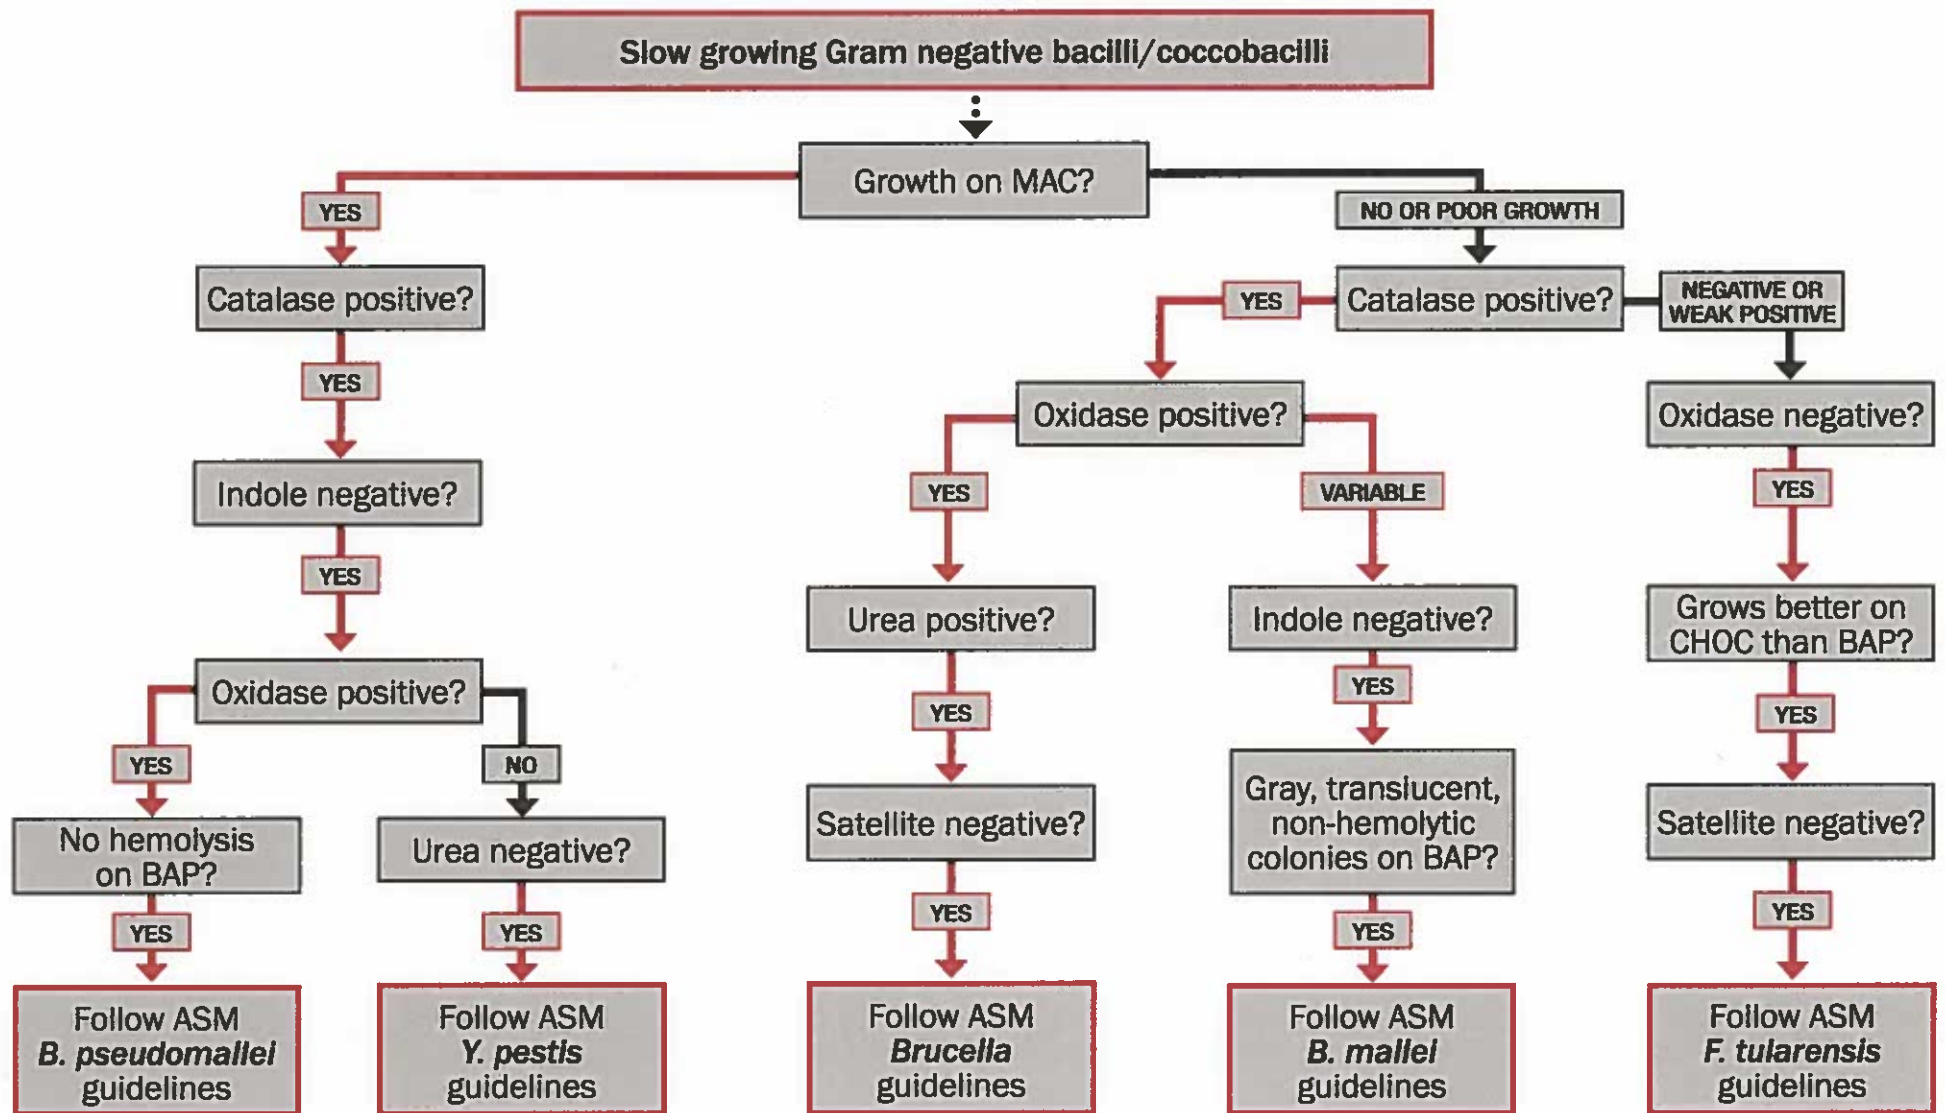 Slow growing Gram negative bacilli/coccobacilli
Growth on MAC?
YES
NO OR POOR GROWTH
Catalase positive?
YES
Catalase positive?
NEGATIVE OR
WEAK POSITIVE
YES
Oxidase positive?
Oxidase negative?
Indole negative?
YES
VARIABLE
YES
YES
Urea positive?
Indole negative?
Grows better on
CHOC than BAP?
Oxidase positive?
YES
YES
YES
YES
NO
No hemolysis
on BAP?
Urea negative?
Satellite negative?
Gray, translucent,
non-hemolytic
colonies on BAP?
Satellite negative?
YES
YES
YES
YES
YES
Follow ASM
B. pseudomallei
guidelines
Follow ASM
Y. pestis
guidelines
Follow ASM
Brucella
guidelines
Follow ASM
B. mallei
guidelines
Follow ASM
F. tularensis
guidelines